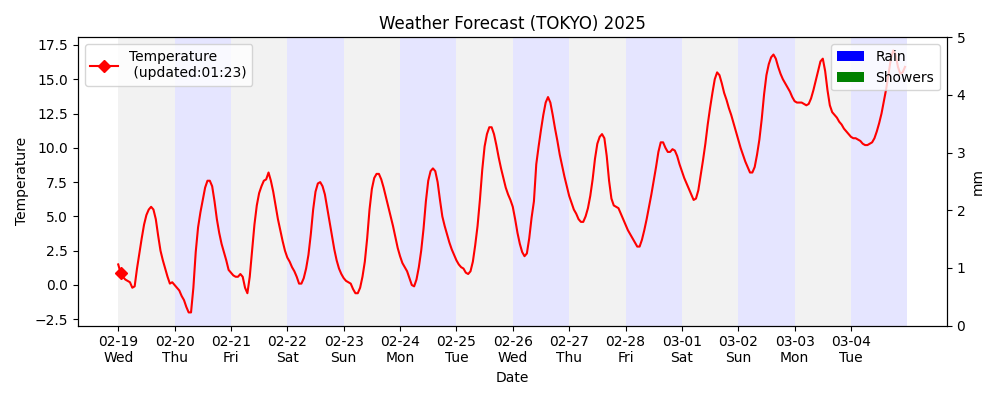 Weather Forecast (TOKYO) 2025
Temperature
(updated:01:23)
Rain
Showers
17.5
15.0
12.5
10.0
7.5
5.0
2.5
0.0
−2.5
Temperature
5
4
3
2
1
0
mm
02-19 02-20 02-21 02-22 02-23 02-24 02-25 02-26 02-27 02-28 03-01 03-02 03-03 03-04
Wed Thu Fri Sat Sun Mon Tue Wed Thu Fri Sat Sun Mon Tue
Date